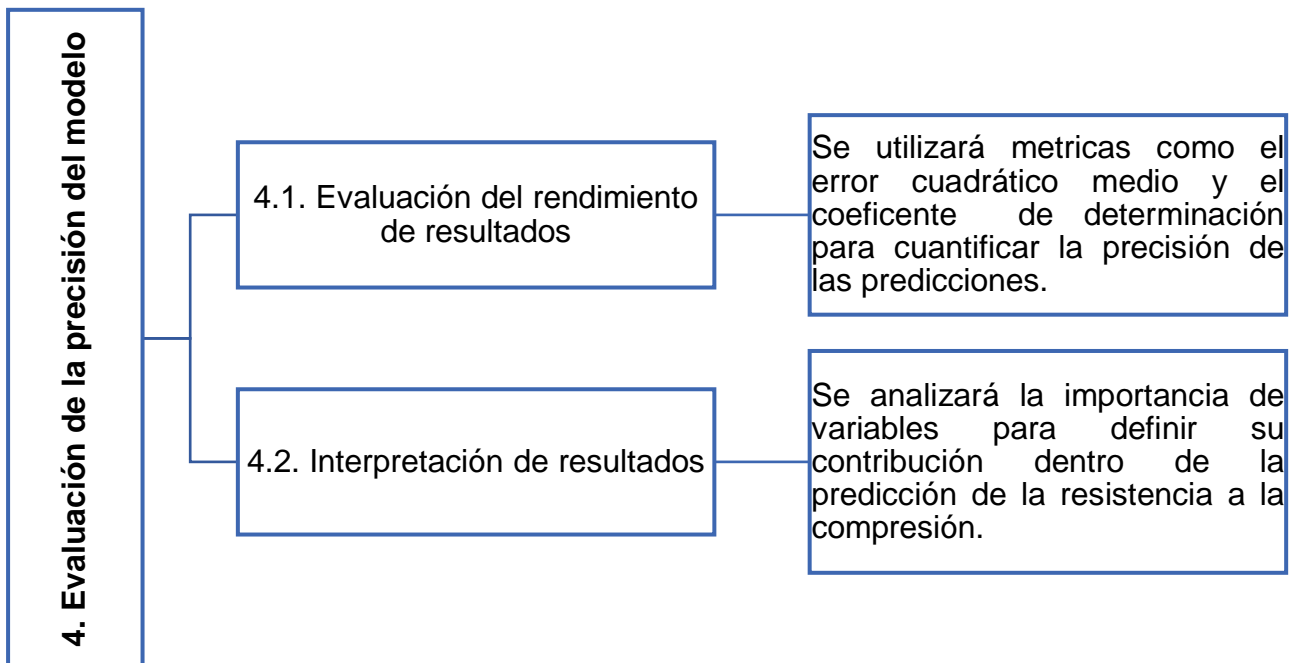 4. Evaluación de la precisión del modelo
4.1. Evaluación del rendimiento
de resultados
Se utilizará metricas como el
error cuadrático medio y el
coeficente de determinación
para cuantificar la precisión de
las predicciones.
4.2. Interpretación de resultados
Se analizará la importancia de
variables para definir su
contribución dentro de la
predicción de la resistencia a la
compresión.